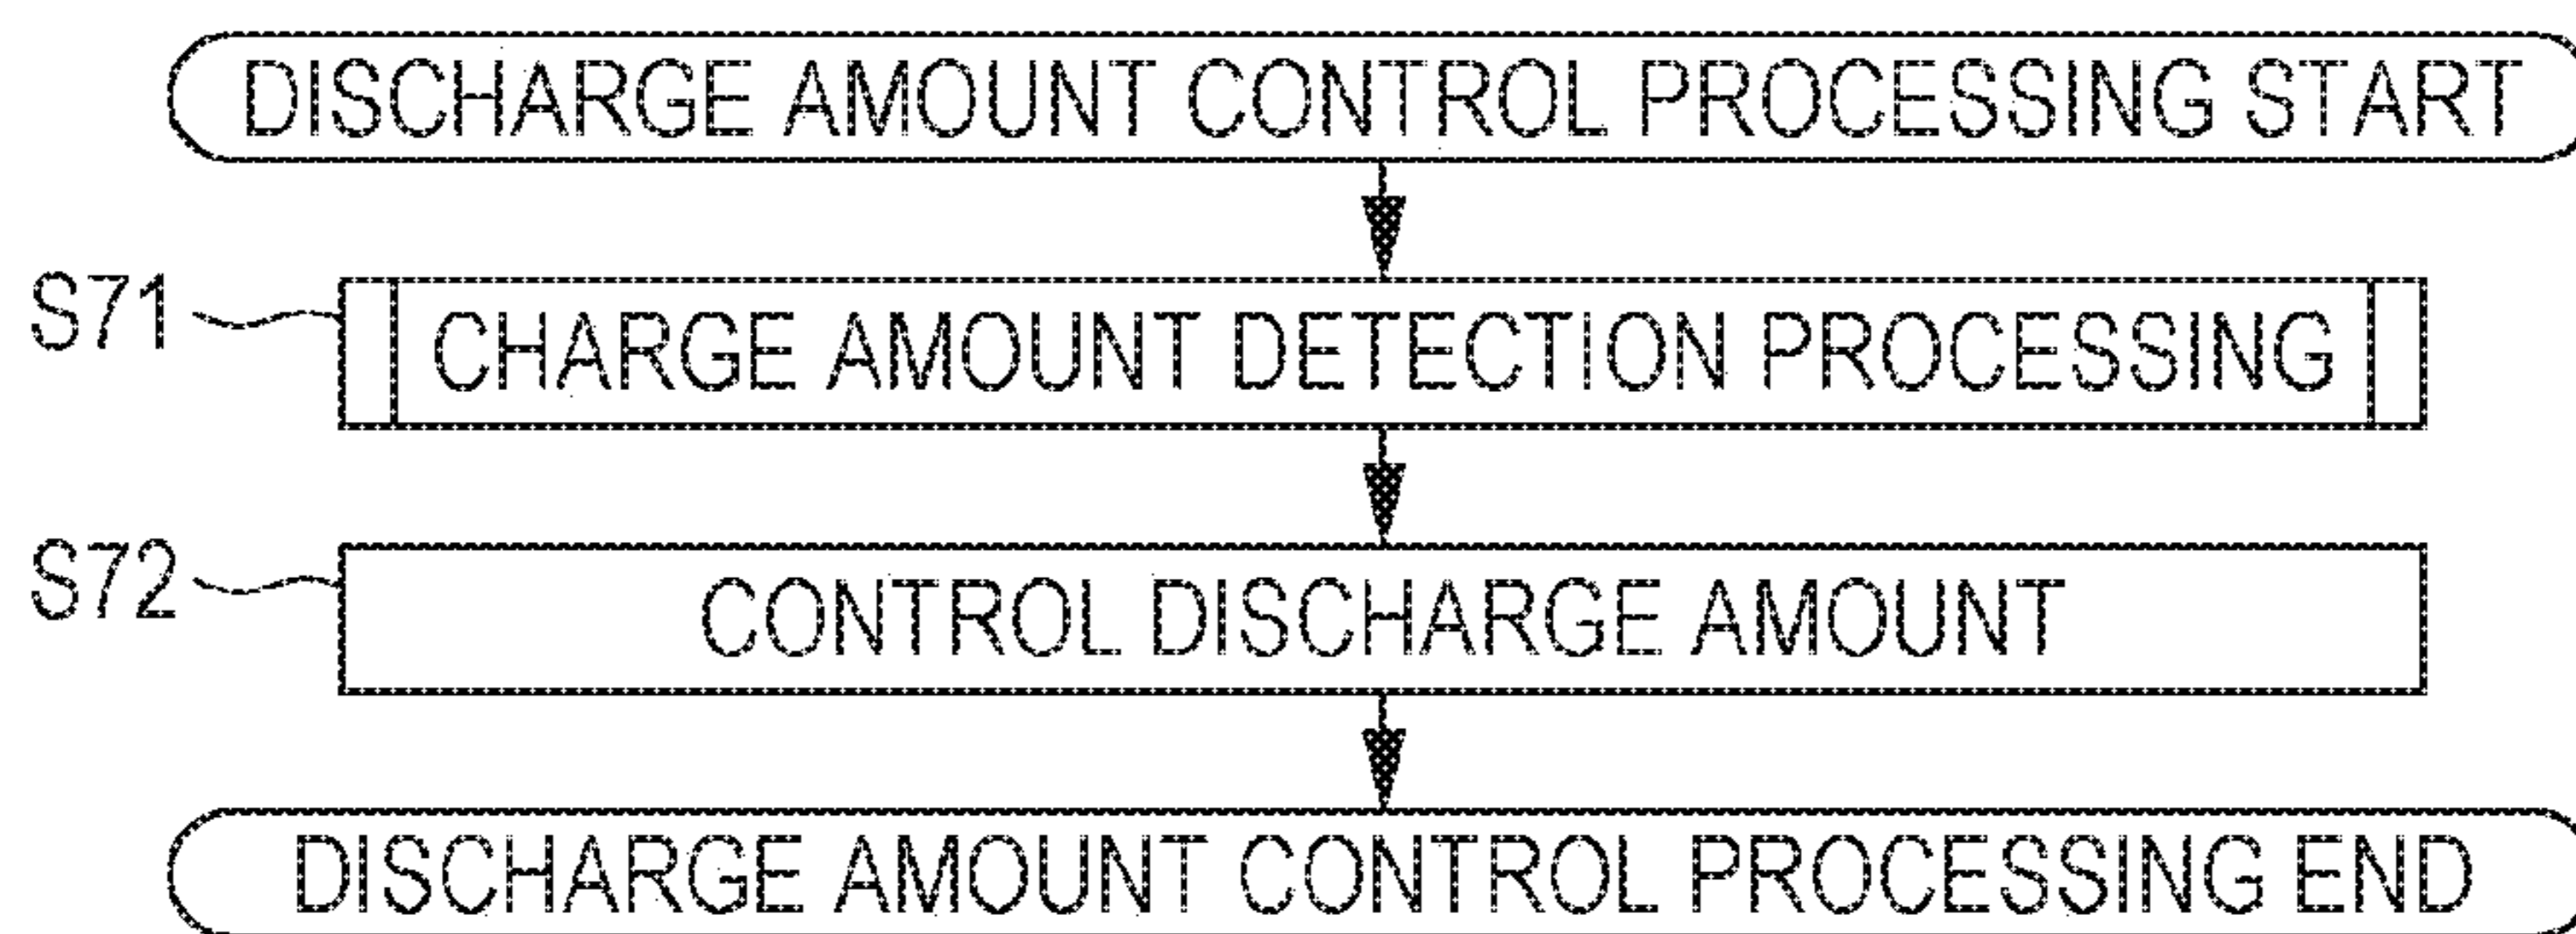 DISCHARGE AMOUNT CONTROL PROCESSING START
S71
CHARGE AMOUNT DETECTION PROCESSING
S72
CONTROL DISCHARGE AMOUNT
DISCHARGE AMOUNT CONTROL PROCESSING END